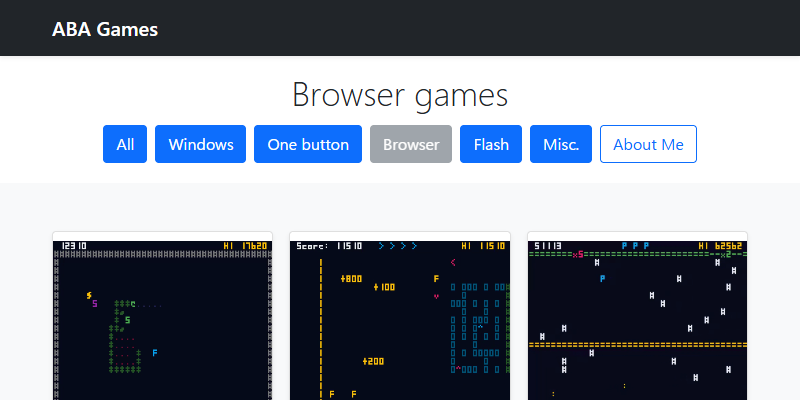 ABA Games
Browser games
All Windows One button Browser Flash Misc. About Me
12310 HI 17620
Score: 11510 > > > > HI 11510
51113 P P P HI 62562
x5 x2
+800 F
+100
S
S
F
+200
F F
P